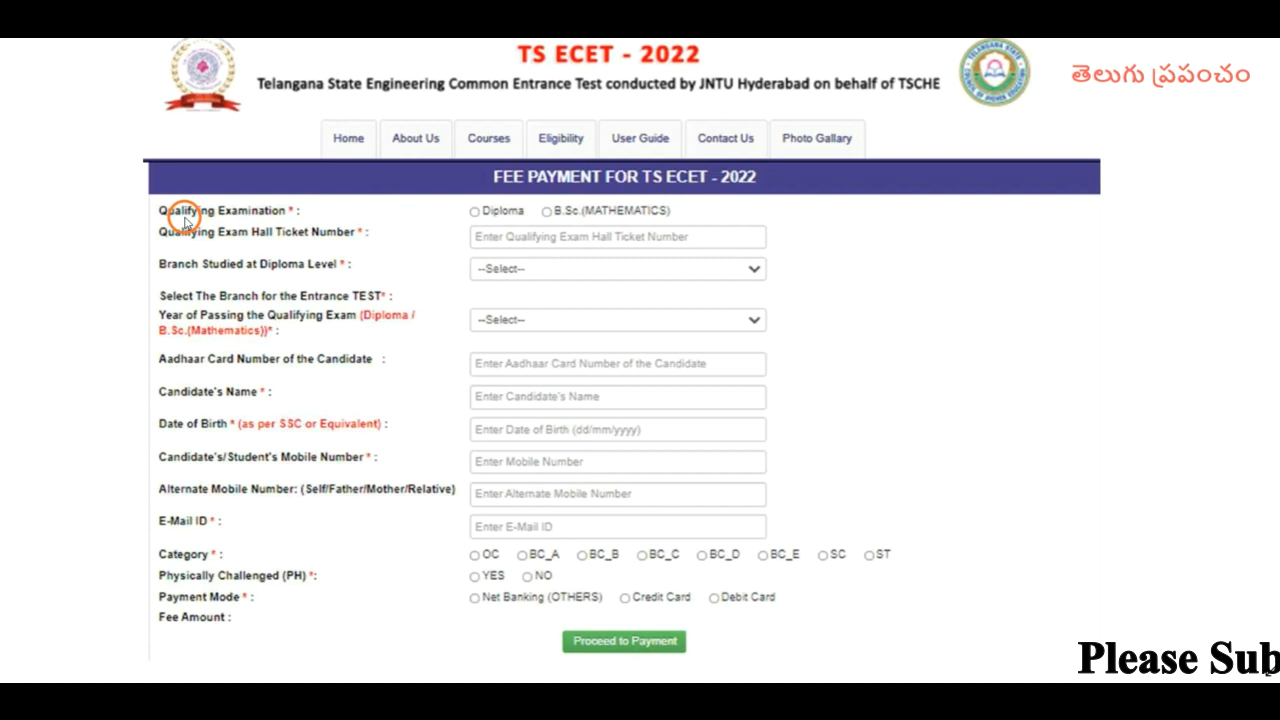 TS ECET - 2022
Telangana State Engineering Common Entrance Test conducted by JNTU Hyderabad on behalf of TSCHE
తెలుగు ప్రపంచం
Home About Us Courses Eligibility User Guide Contact Us Photo Gallary
FEE PAYMENT FOR TS ECET - 2022
Qualifying Examination * : Diploma B.Sc.(MATHEMATICS)
Qualifying Exam Hall Ticket Number * : Enter Qualifying Exam Hall Ticket Number
Branch Studied at Diploma Level * : --Select--
Select The Branch for the Entrance TEST* :
Year of Passing the Qualifying Exam (Diploma / --Select--
B.Sc.(Mathematics))* :
Aadhaar Card Number of the Candidate : Enter Aadhaar Card Number of the Candidate
Candidate's Name * : Enter Candidate's Name
Date of Birth * (as per SSC or Equivalent) : Enter Date of Birth (dd/mm/yyyy)
Candidate's/Student's Mobile Number * : Enter Mobile Number
Alternate Mobile Number: (Self/Father/Mother/Relative) Enter Alternate Mobile Number
E-Mail ID * : Enter E-Mail ID
Category * : OC BC_A BC_B BC_C BC_D BC_E SC ST
Physically Challenged (PH) *: YES NO
Payment Mode * : Net Banking (OTHERS) Credit Card Debit Card
Fee Amount :
Proceed to Payment
Please Sub